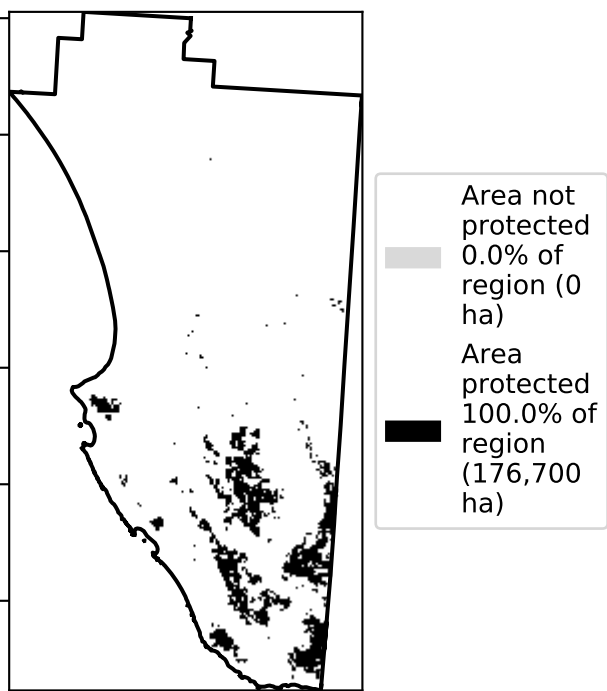 Area not
protected
0.0% of
region (0
ha)
Area
protected
100.0% of
region
(176,700
ha)